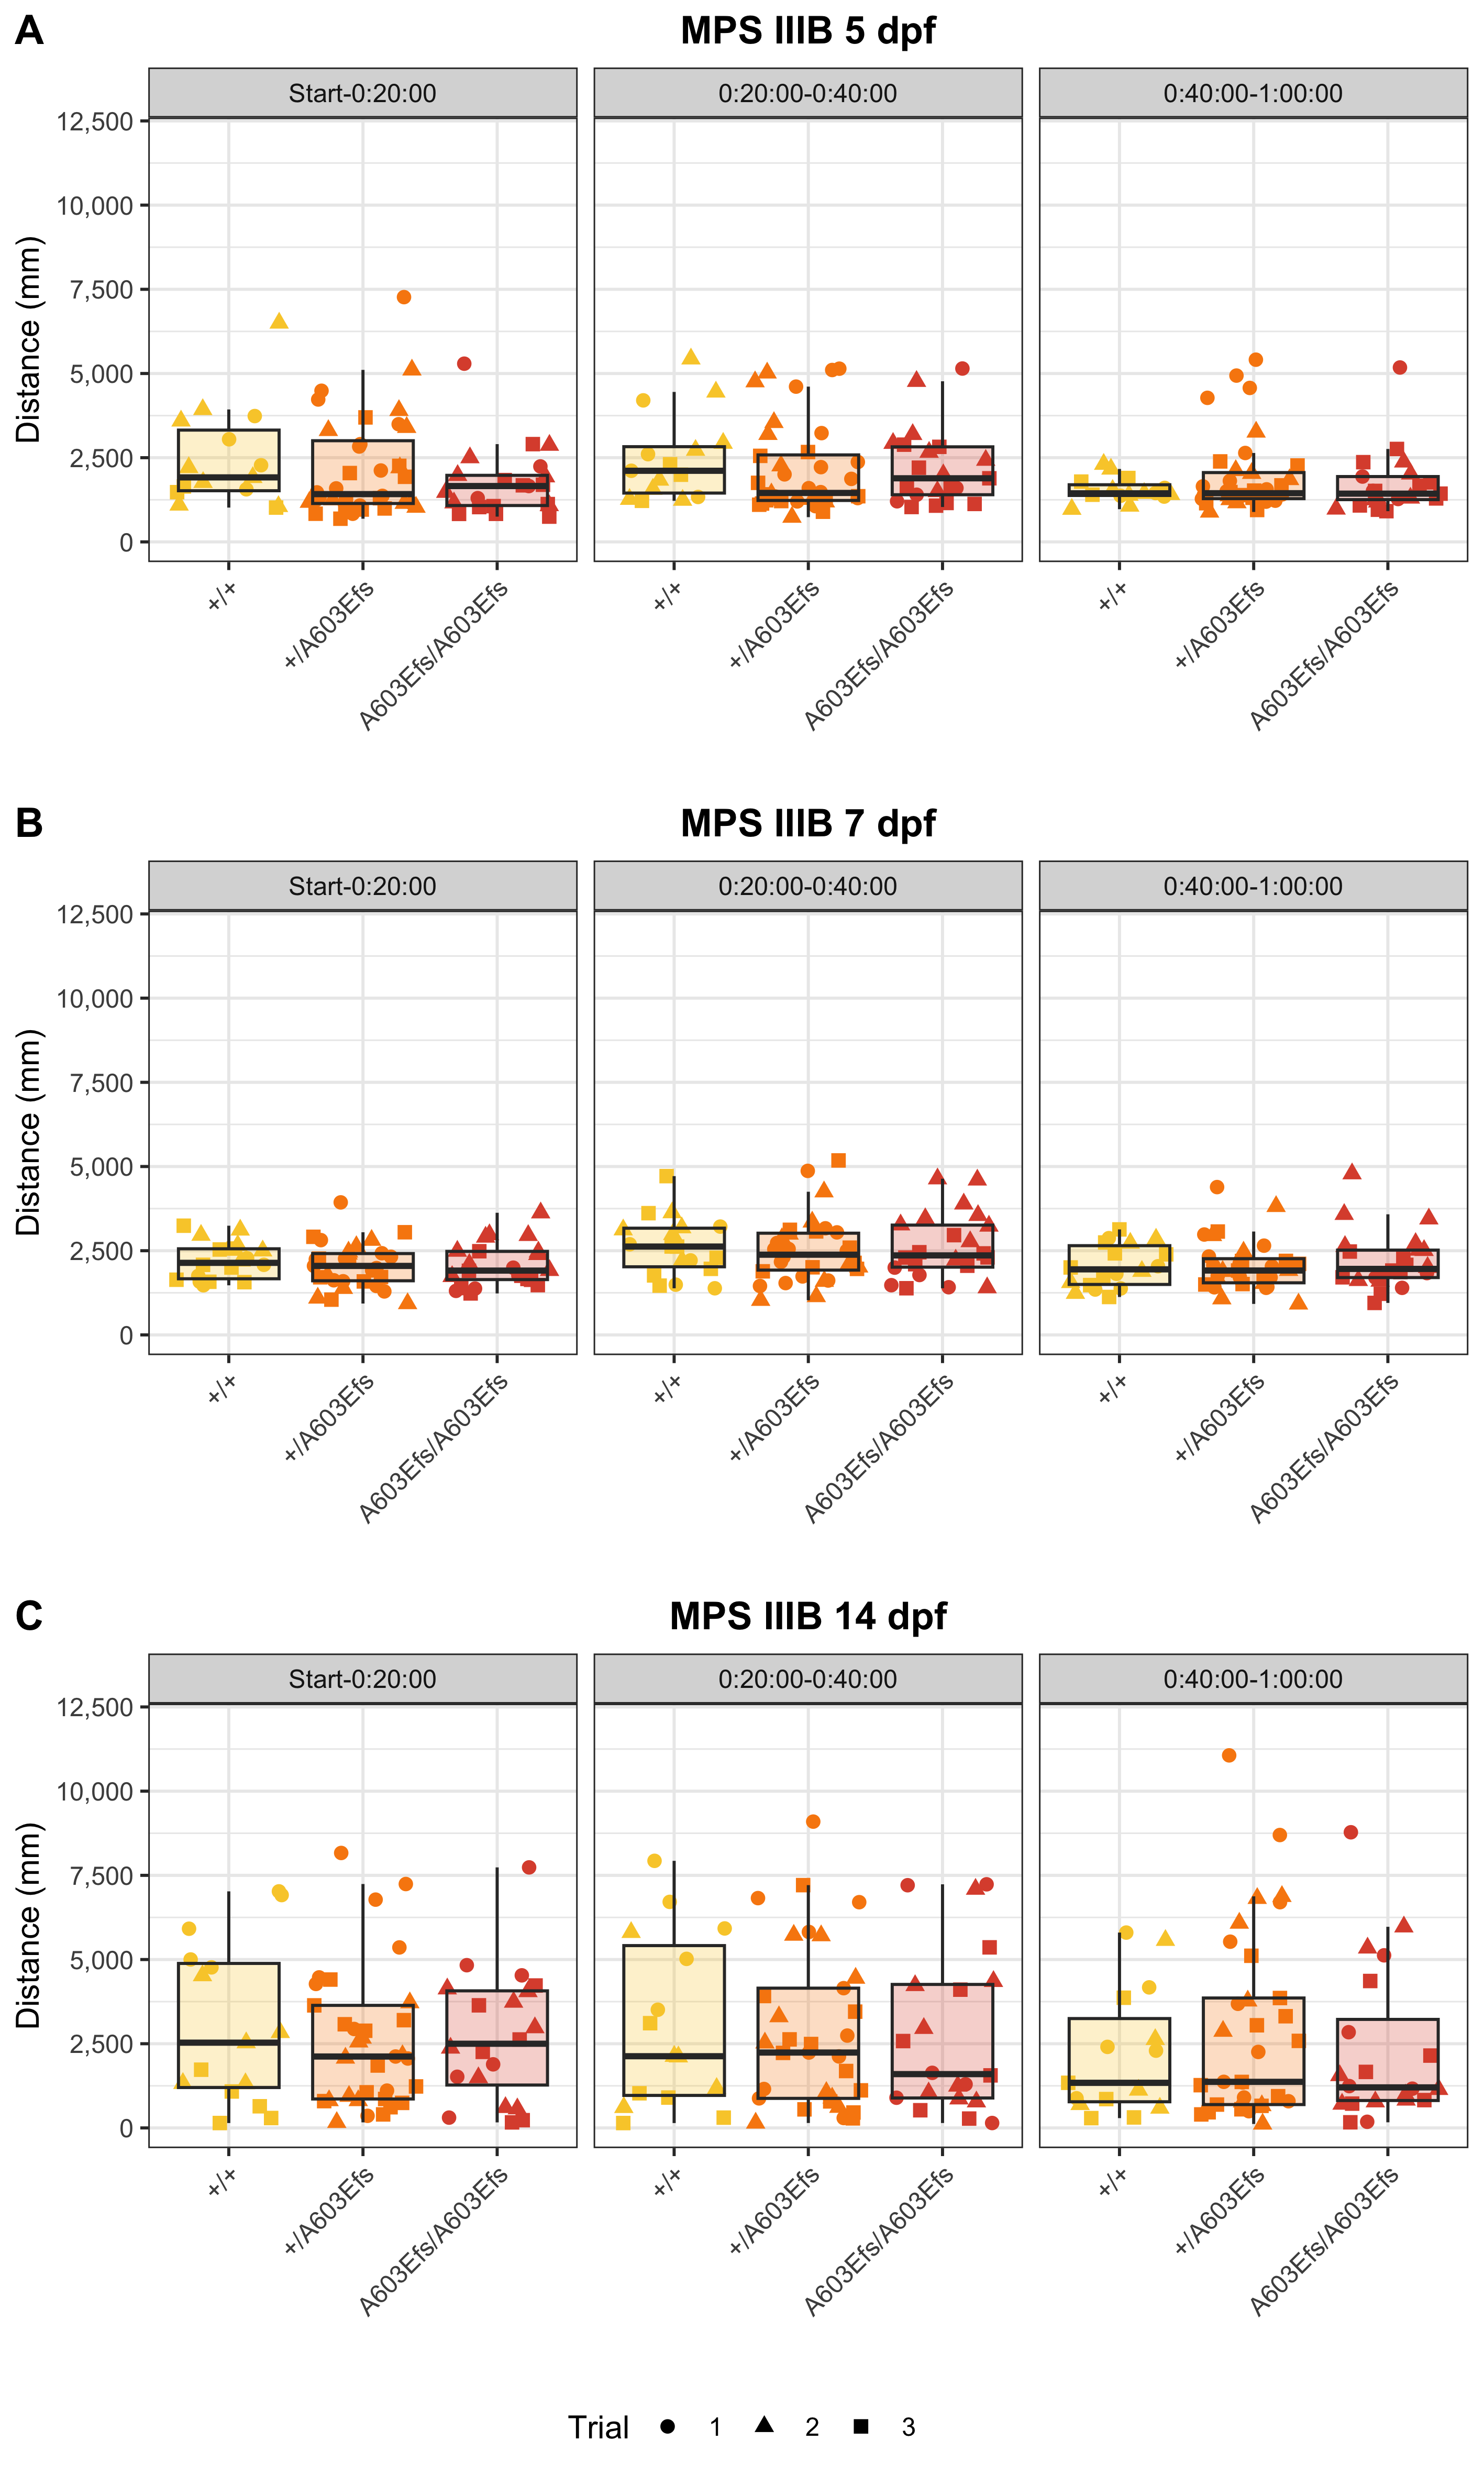 A
MPS IIIB 5 dpf
Start-0:20:00
0:20:00-0:40:00
0:40:00-1:00:00
Distance (mm)
12,500
10,000
7,500
5,000
2,500
0
+/+
+/A603Efs
A603Efs/A603Efs
+/+
+/A603Efs
A603Efs/A603Efs
+/+
+/A603Efs
A603Efs/A603Efs
B
MPS IIIB 7 dpf
Start-0:20:00
0:20:00-0:40:00
0:40:00-1:00:00
Distance (mm)
12,500
10,000
7,500
5,000
2,500
0
+/+
+/A603Efs
A603Efs/A603Efs
+/+
+/A603Efs
A603Efs/A603Efs
+/+
+/A603Efs
A603Efs/A603Efs
C
MPS IIIB 14 dpf
Start-0:20:00
0:20:00-0:40:00
0:40:00-1:00:00
Distance (mm)
12,500
10,000
7,500
5,000
2,500
0
+/+
+/A603Efs
A603Efs/A603Efs
+/+
+/A603Efs
A603Efs/A603Efs
+/+
+/A603Efs
A603Efs/A603Efs
Trial 1 2 3